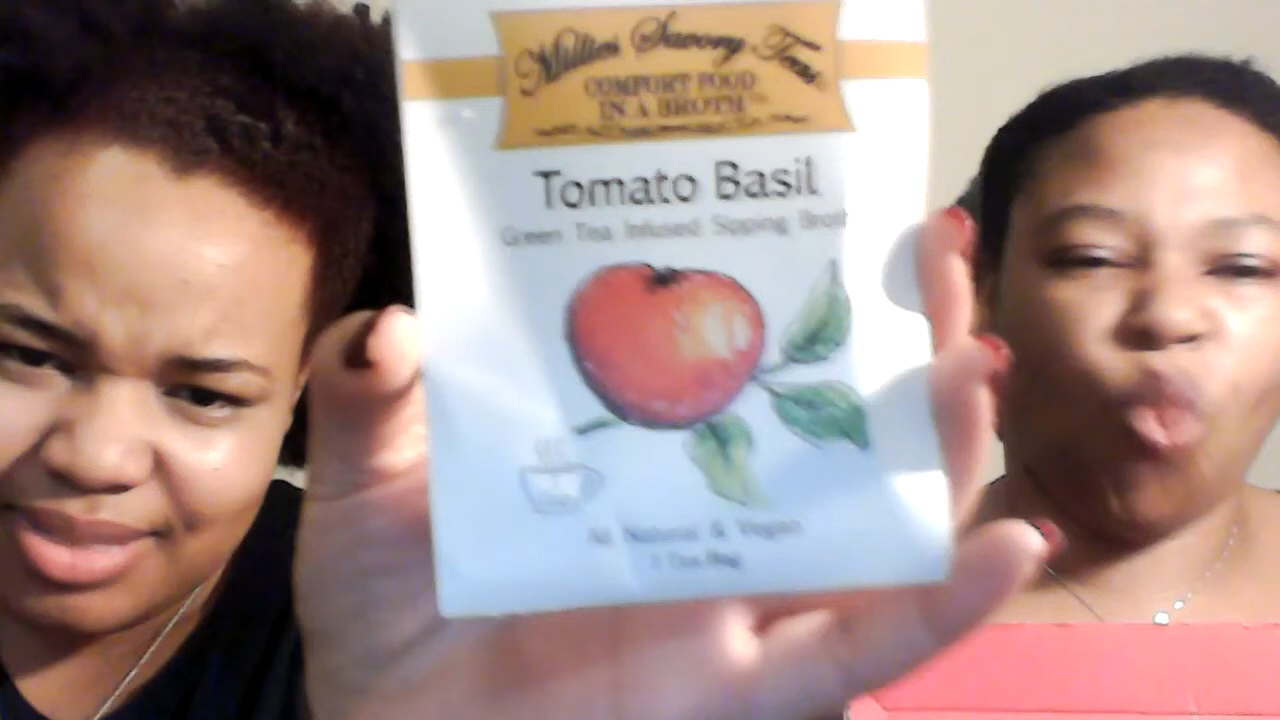 Millie's Savory Teas
COMFORT FOOD
IN A BROTH™
Tomato Basil
Green Tea Infused Sipping Broth
All Natural & Vegan
1 Tea Bag